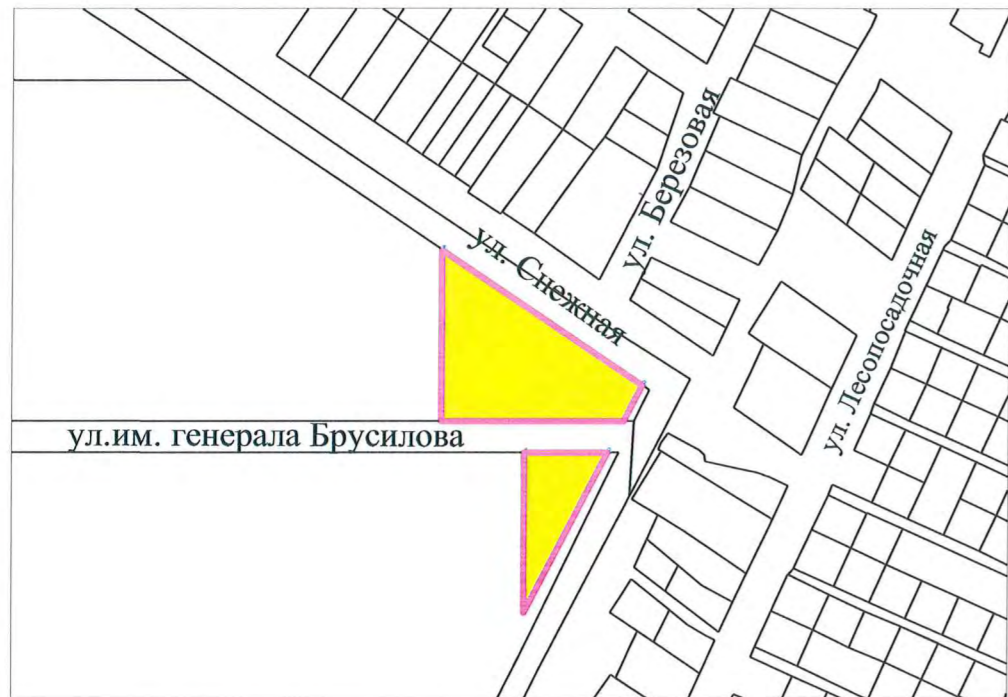 ул. Березовая
ул. Снежная
ул. Лесопосадочная
ул.им. генерала Брусилова